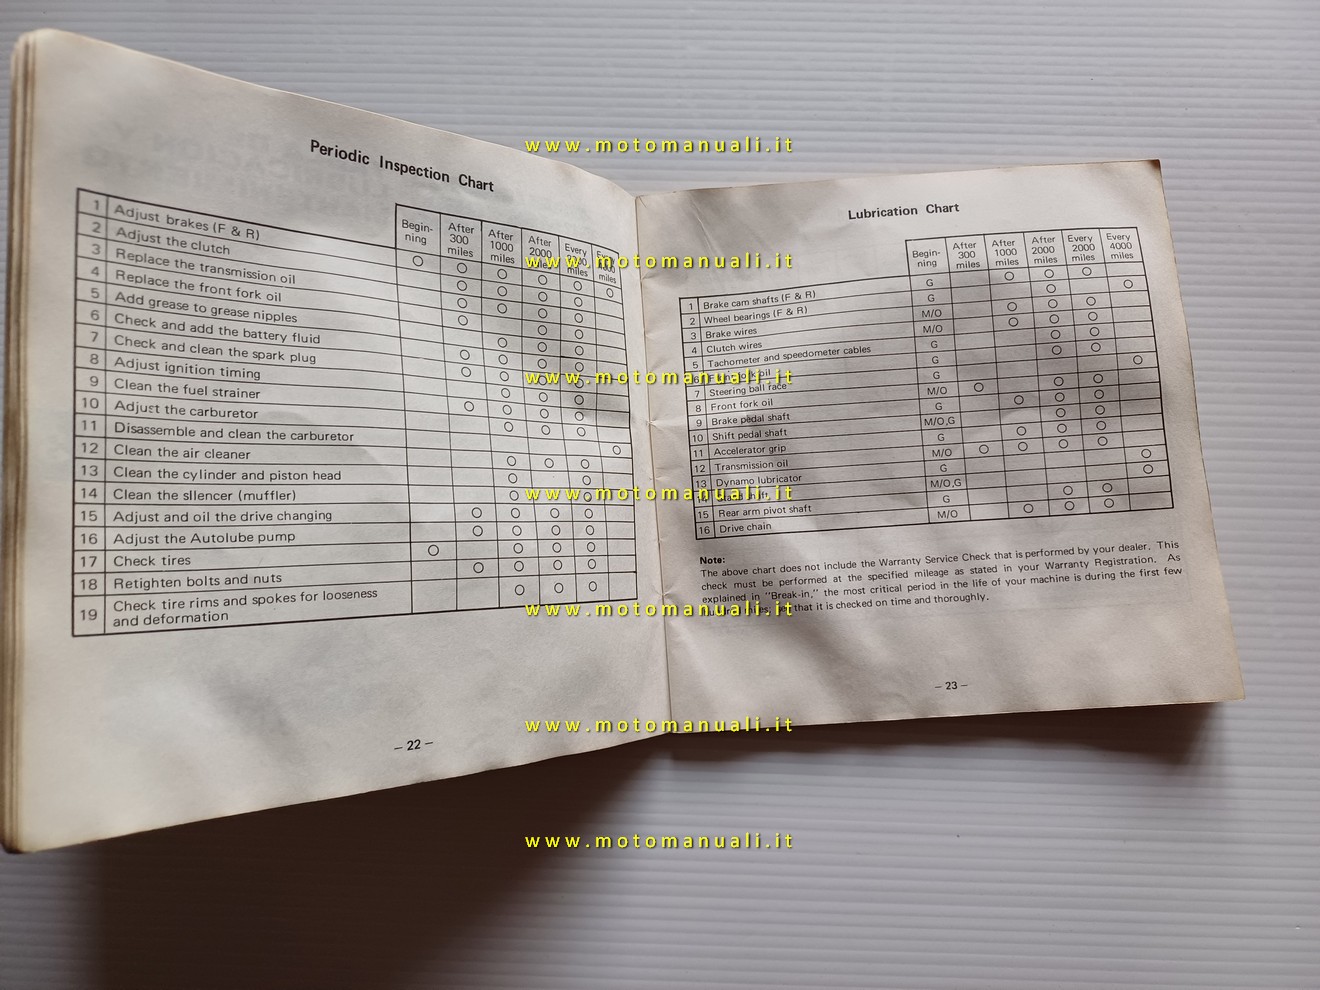 Periodic Inspection Chart
Begin- ning After 300 miles After 1000 miles After 2000 miles Every 2000 miles Every 4000 miles
1 Adjust brakes (F & R) ○ ○ ○ ○ ○
2 Adjust the clutch
3 Replace the transmission oil
4 Replace the front fork oil
5 Add grease to grease nipples
6 Check and add the battery fluid
7 Check and clean the spark plug
8 Adjust ignition timing
9 Clean the fuel strainer
10 Adjust the carburetor
11 Disassemble and clean the carburetor
12 Clean the air cleaner
13 Clean the cylinder and piston head
14 Clean the sllencer (muffler)
15 Adjust and oil the drive changing
16 Adjust the Autolube pump
17 Check tires
18 Retighten bolts and nuts
19 Check tire rims and spokes for looseness
and deformation
– 22 –
Lubrication Chart
Begin- ning After 300 miles After 1000 miles After 2000 miles Every 2000 miles Every 4000 miles
1 Brake cam shafts (F & R) G
2 Wheel bearings (F & R) G
3 Brake wires M/O
4 Clutch wires M/O
5 Tachometer and speedometer cables G
6 G
7 Steering ball race G
8 Front fork oil M/O
9 Brake pedal shaft G
10 Shift pedal shaft M/O,G
11 Accelerator grip G
12 Transmission oil M/O
13 Dynamo lubricator G
14 M/O,G
15 Rear arm pivot shaft G
16 Drive chain M/O
Note:
The above chart does not include the Warranty Service Check that is performed by your dealer. This
check must be performed at the specified mileage as stated in your Warranty Registration. As
explained in "Break-in," the most critical period in the life of your machine is during the first few
that it is checked on time and thoroughly.
– 23 –
www.motomanuali.it
www.motomanuali.it
www.motomanuali.it
www.motomanuali.it
www.motomanuali.it
www.motomanuali.it
www.motomanuali.it